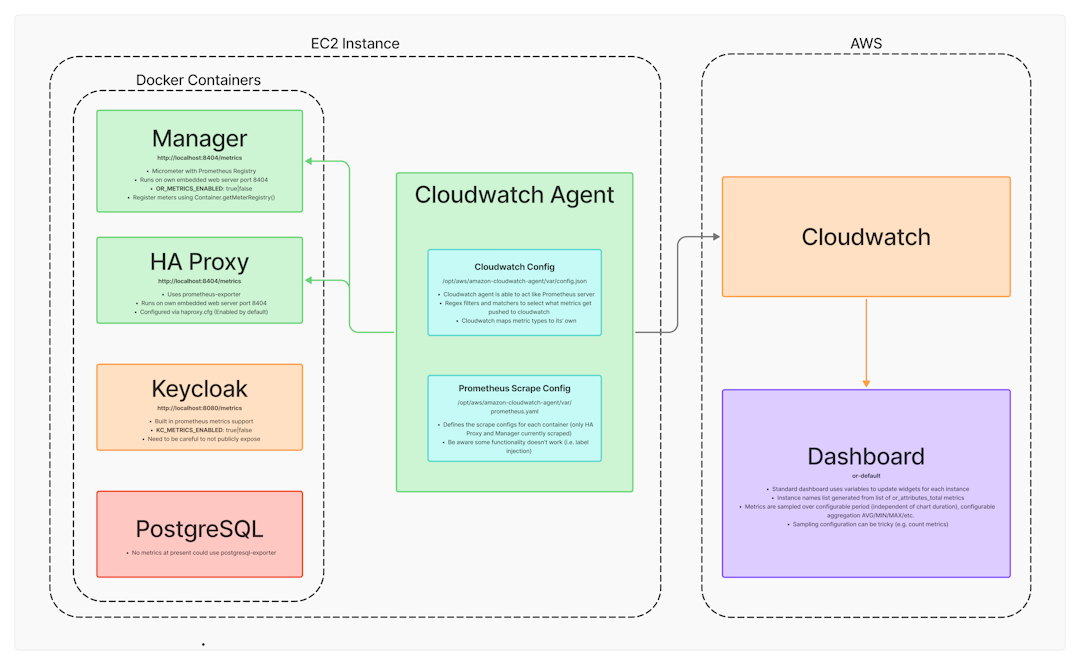 EC2 Instance
AWS
Docker Containers
Manager
http://localhost:8404/metrics
• Micrometer with Prometheus Registry
• Runs on own embedded web server port 8404
• OR_METRICS_ENABLED: true|false
• Register meters using Container.getMeterRegistry()
HA Proxy
http://localhost:8404/metrics
• Uses prometheus-exporter
• Runs on own embedded web server port 8404
• Configured via haproxy.cfg (Enabled by default)
Keycloak
http://localhost:8080/metrics
• Built in prometheus metrics support
• KC_METRICS_ENABLED: true|false
• Need to be careful to not publicly expose
PostgreSQL
• No metrics at present could use postgresql-exporter
Cloudwatch Agent
Cloudwatch Config
/opt/aws/amazon-cloudwatch-agent/var/config.json
• Cloudwatch agent is able to act like Prometheus server
• Regex filters and matchers to select what metrics get
pushed to cloudwatch
• Cloudwatch maps metric types to its' own
Prometheus Scrape Config
/opt/aws/amazon-cloudwatch-agent/var/
prometheus.yaml
• Defines the scrape configs for each container (only HA
Proxy and Manager currently scraped)
• Be aware some functionality doesn't work (i.e. label
injection)
Cloudwatch
Dashboard
or-default
• Standard dashboard uses variables to update widgets for each instance
• Instance names list generated from list of or_attributes_total metrics
• Metrics are sampled over configurable period (independent of chart duration), configurable
aggregation AVG/MIN/MAX/etc.
• Sampling configuration can be tricky (e.g. count metrics)